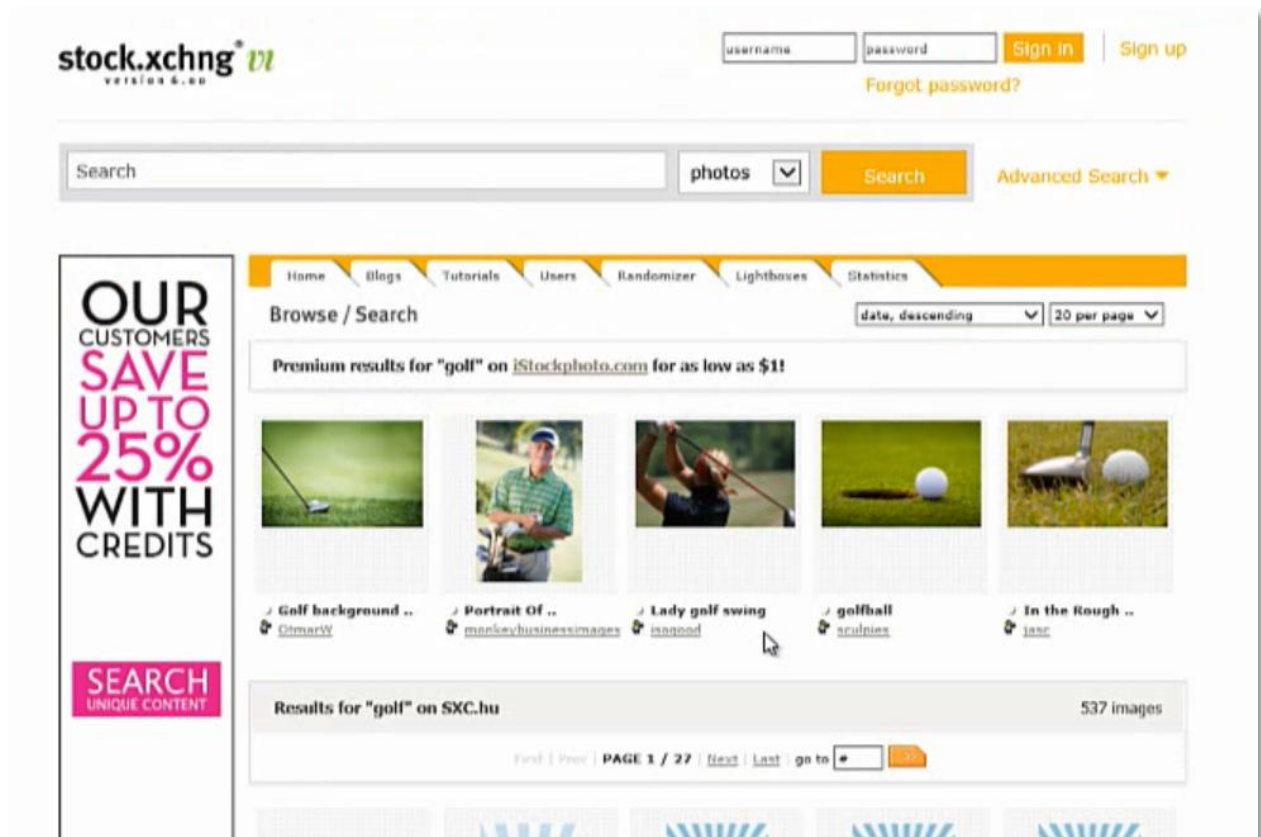 stock.xchng® vi
version 6.00
username
password
Sign in
Sign up
Forgot password?
Search
photos
Search
Advanced Search
OUR
CUSTOMERS
SAVE
UP TO
25%
WITH
CREDITS
SEARCH
UNIQUE CONTENT
Home
Blogs
Tutorials
Users
Randomizer
Lightboxes
Statistics
Browse / Search
date, descending
20 per page
Premium results for "golf" on iStockphoto.com for as low as $1!
Golf background ..
OtmarW
Portrait Of ..
monkeybusinessimages
Lady golf swing
isogood
golfball
sculpies
In the Rough ..
jasc
Results for "golf" on SXC.hu
537 images
First | Prev | PAGE 1 / 27 | Next | Last | go to #